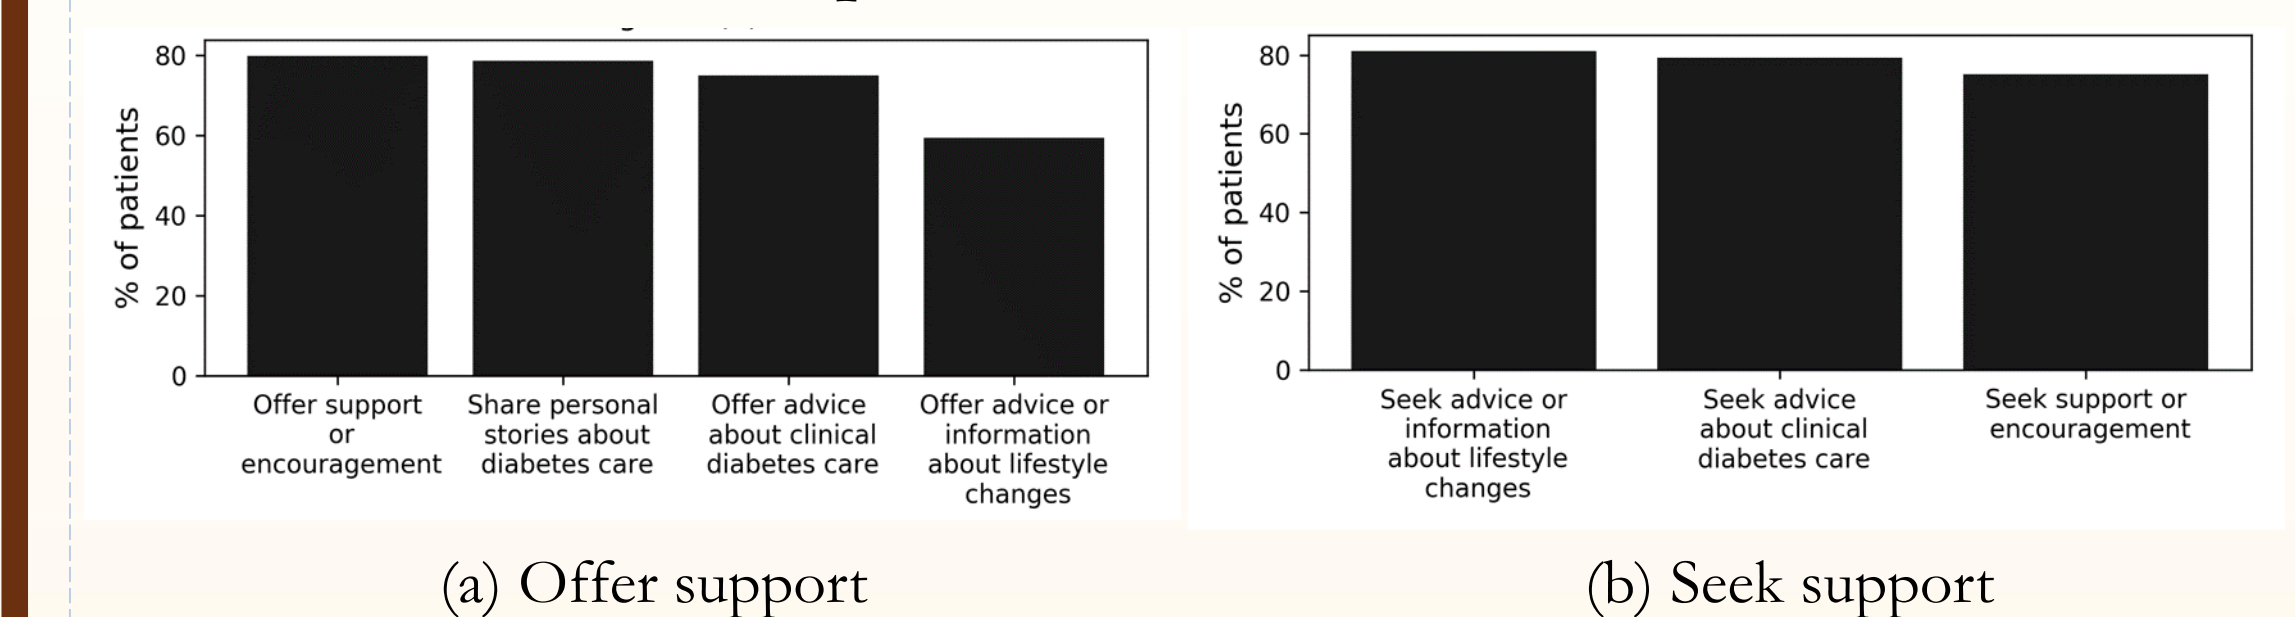 80
60
40
20
0
% of patients
Offer support
or
encouragement
Share personal
stories about
diabetes care
Offer advice
about clinical
diabetes care
Offer advice or
information
about lifestyle
changes
(a) Offer support
80
60
40
20
0
% of patients
Seek advice or
information
about lifestyle
changes
Seek advice
about clinical
diabetes care
Seek support or
encouragement
(b) Seek support